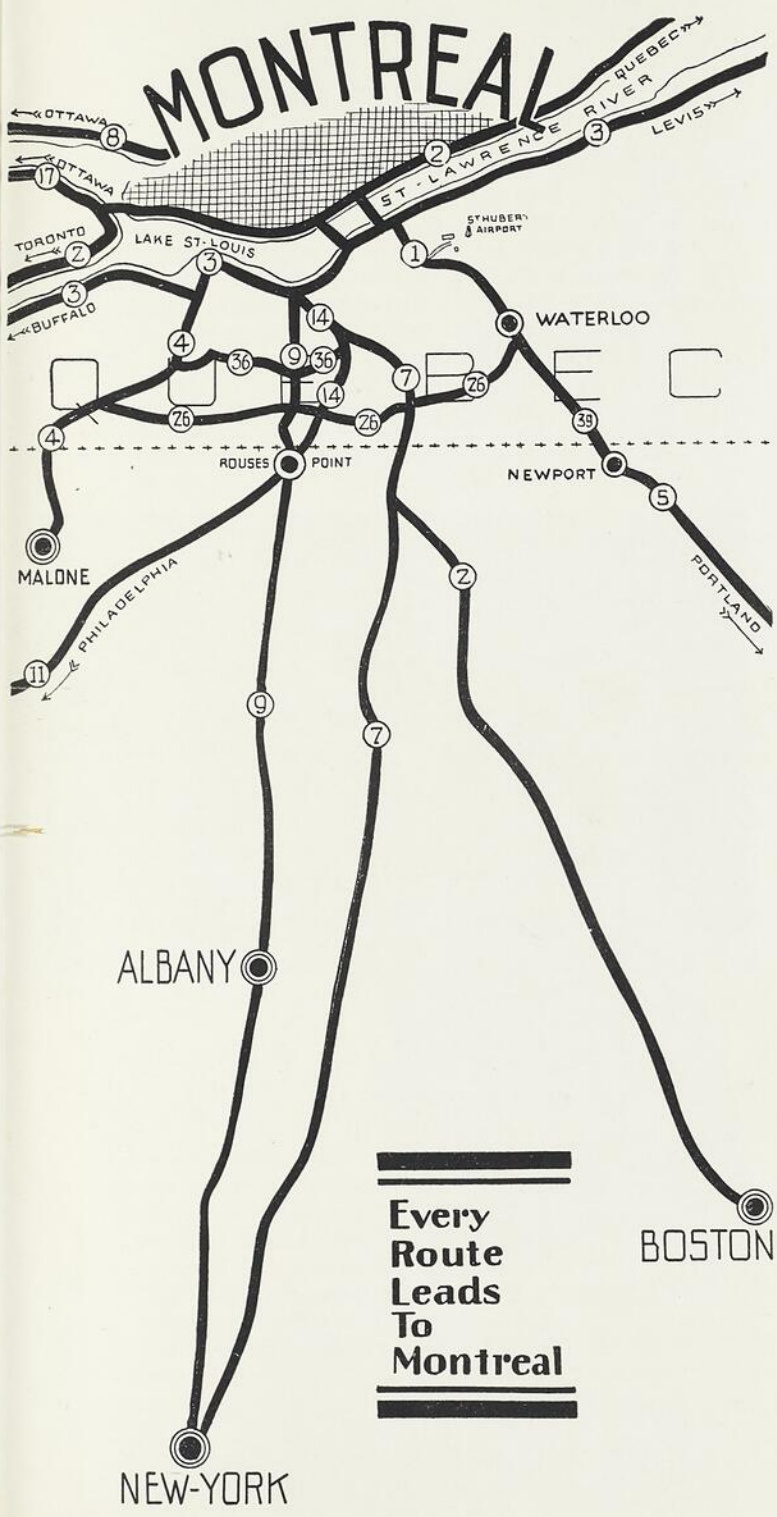 MONTREAL
QUEBEC
OTTAWA
8
ST-LAWRENCE RIVER
2
3
LEVIS
OTTAWA
17
ST HUBERT
AIRPORT
TORONTO
2
LAKE ST-LOUIS
3
1
3
BUFFALO
14
WATERLOO
4
36
9
36
7
26
14
QUEBEC
26
26
39
4
ROUSES POINT
NEWPORT
5
MALONE
2
PHILADELPHIA
PORTLAND
11
9
7
ALBANY
Every
Route
Leads
To
Montreal
BOSTON
NEW-YORK